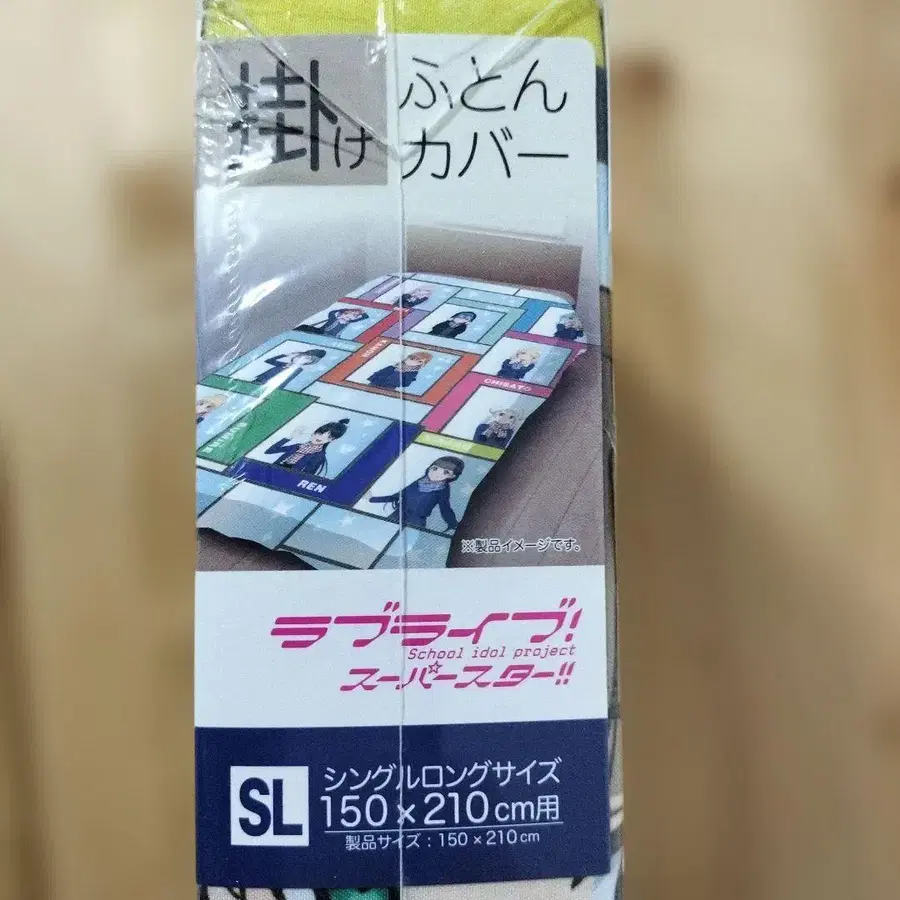 掛け ふとん
カバー
KANON
CHISATO
REN
※製品イメージです。
ラブライブ!
School idol project
スーパースター!!
SL
シングルロングサイズ
150×210cm用
製品サイズ:150×210cm